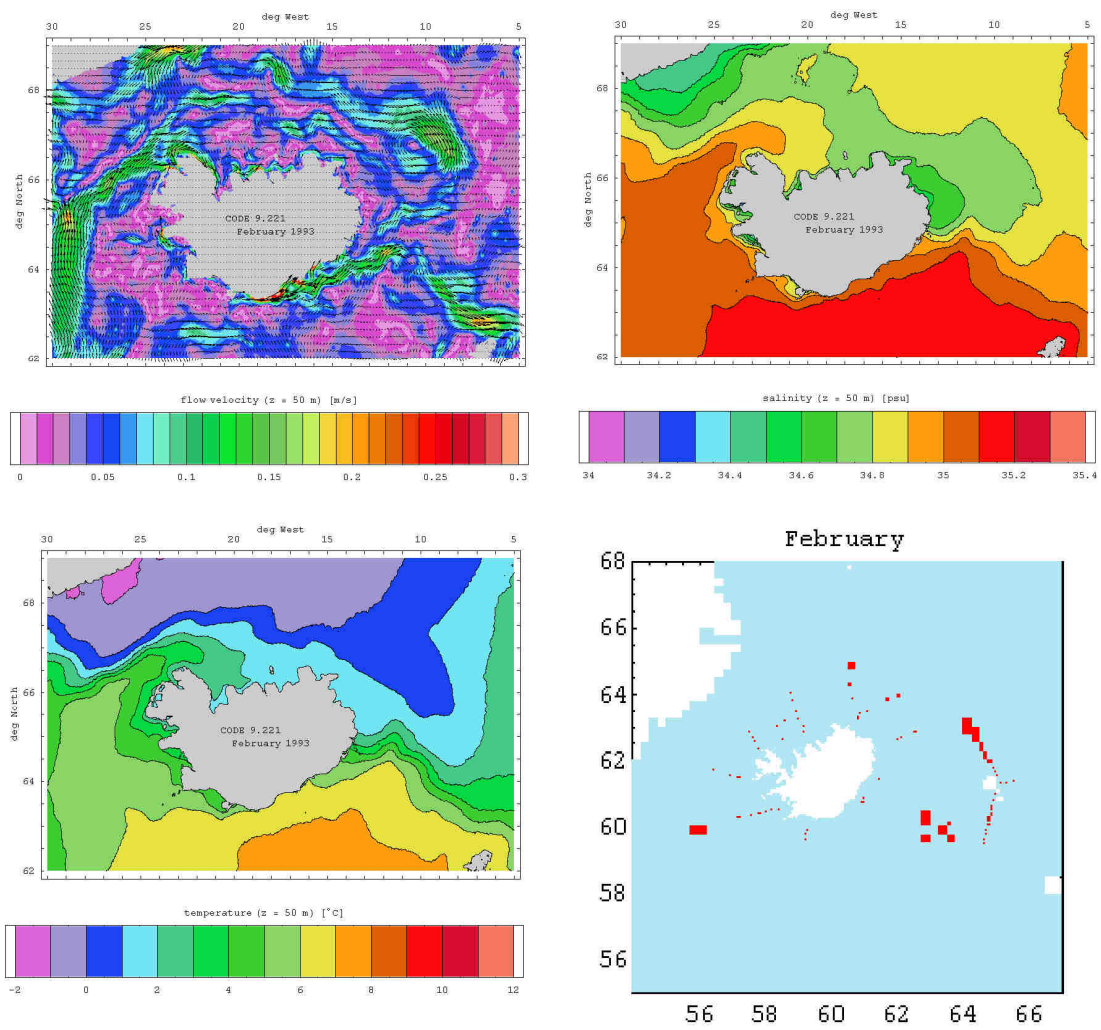 deg West
30 25 20 15 10 5
68
66
64
62
deg North
CODE 9.221
February 1993
flow velocity (z = 50 m) [m/s]
0 0.05 0.1 0.15 0.2 0.25 0.3
deg West
30 25 20 15 10 5
68
66
64
62
deg North
CODE 9.221
February 1993
salinity (z = 50 m) [psu]
34 34.2 34.4 34.6 34.8 35 35.2 35.4
deg West
30 25 20 15 10 5
68
66
64
62
deg North
CODE 9.221
February 1993
temperature (z = 50 m) [°C]
-2 0 2 4 6 8 10 12
February
68
66
64
62
60
58
56
56 58 60 62 64 66